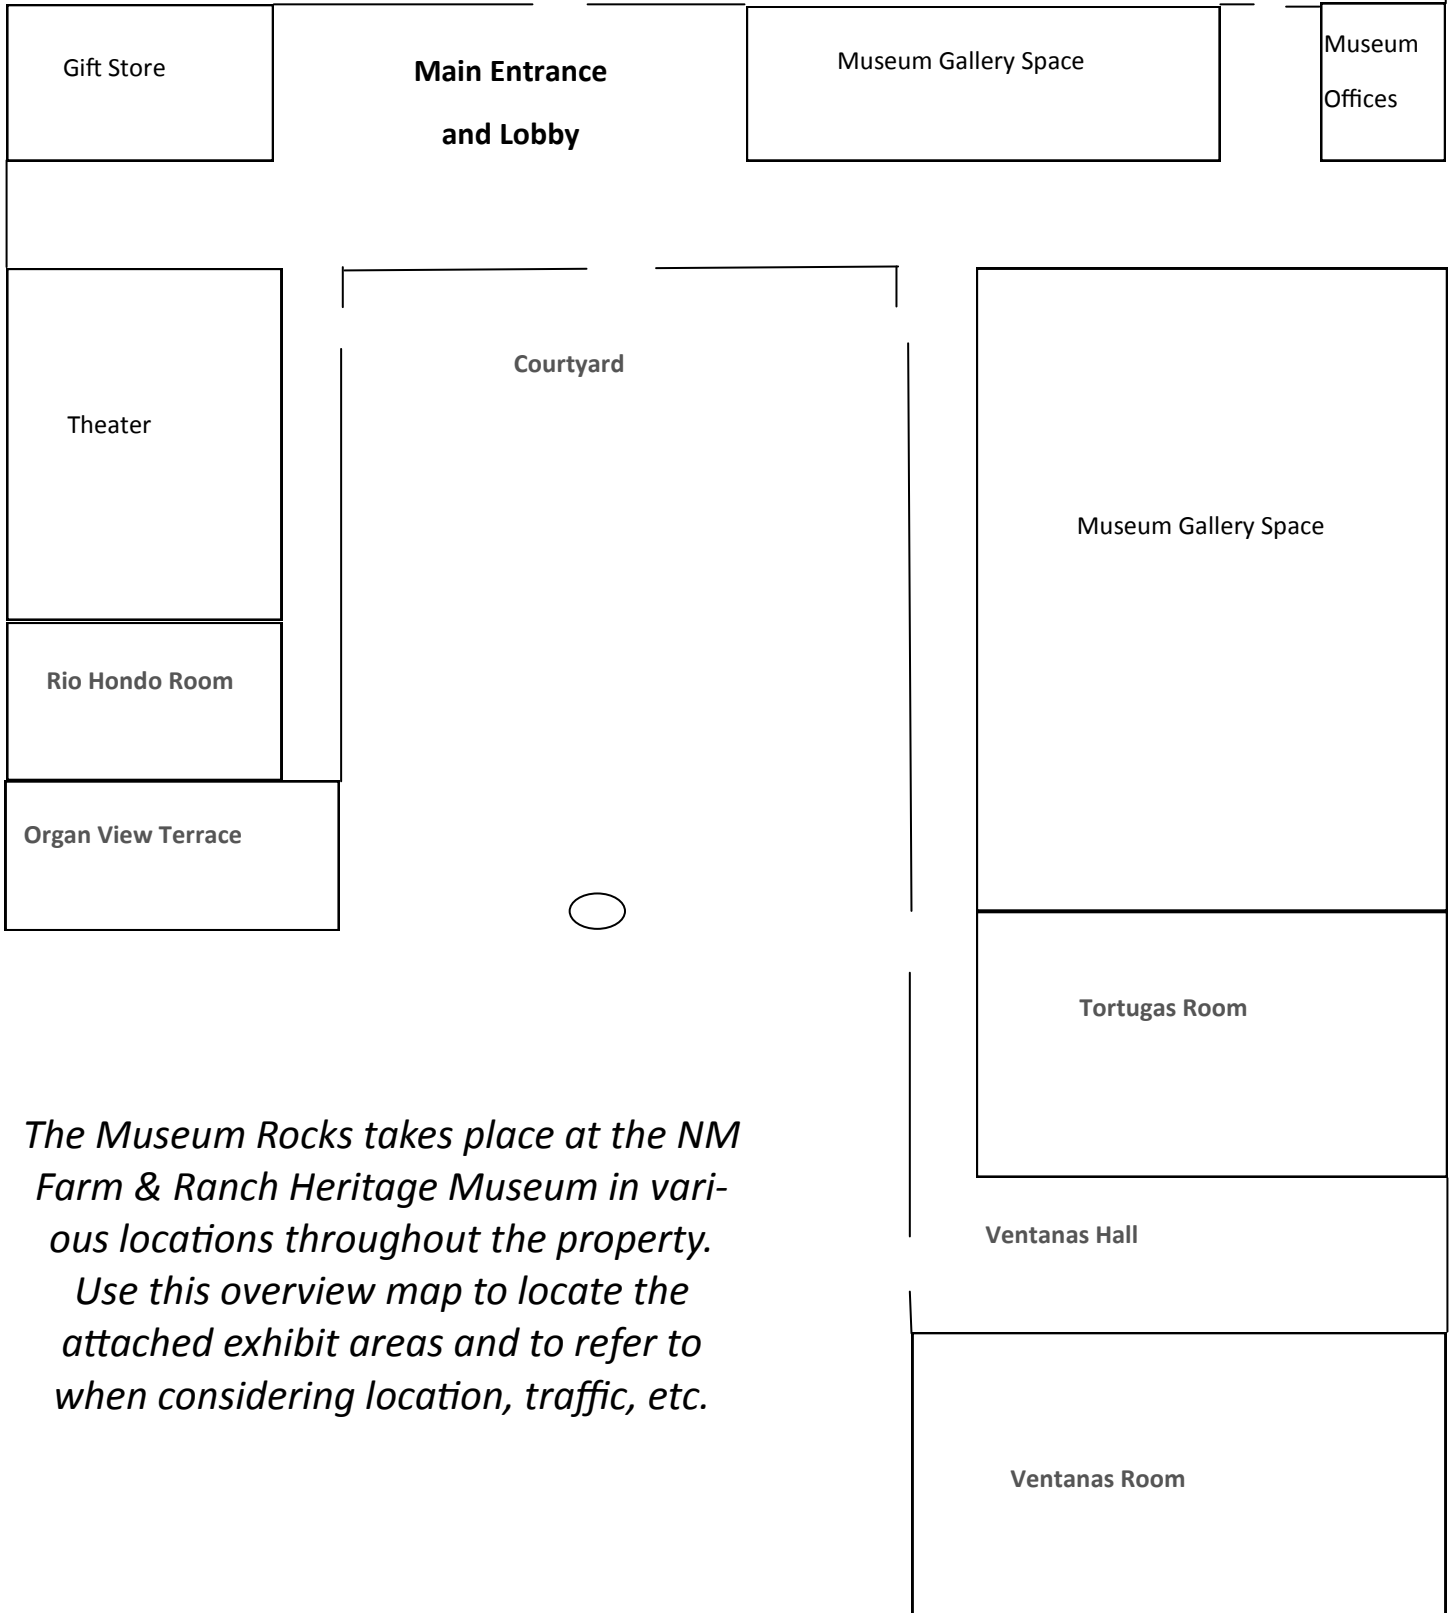 Gift Store
Main Entrance
and Lobby
Museum Gallery Space
Museum
Offices
Courtyard
Theater
Museum Gallery Space
Rio Hondo Room
Organ View Terrace
Tortugas Room
The Museum Rocks takes place at the NM
Farm & Ranch Heritage Museum in vari-
ous locations throughout the property.
Use this overview map to locate the
attached exhibit areas and to refer to
when considering location, traffic, etc.
Ventanas Hall
Ventanas Room